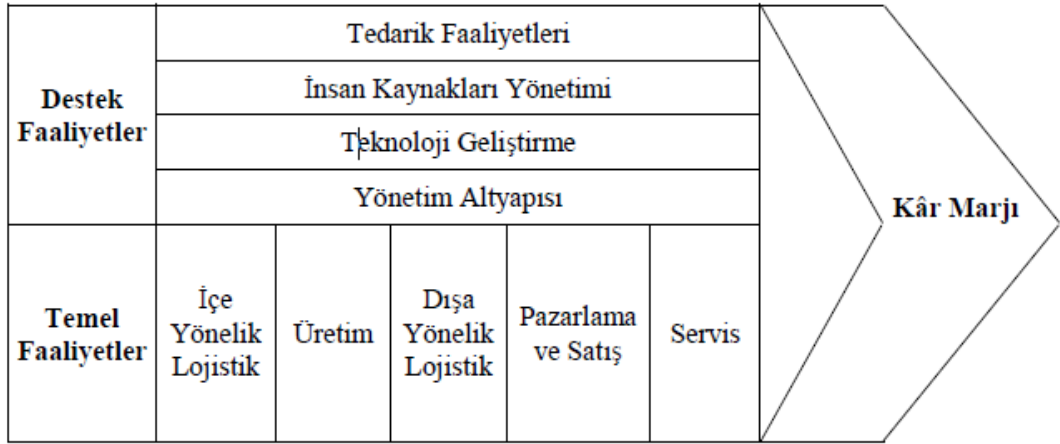 Destek
Faaliyetler
Tedarik Faaliyetleri
İnsan Kaynakları Yönetimi
Teknoloji Geliştirme
Yönetim Altyapısı
Temel
Faaliyetler
İçe
Yönelik
Lojistik
Üretim
Dışa
Yönelik
Lojistik
Pazarlama
ve Satış
Servis
Kâr Marjı